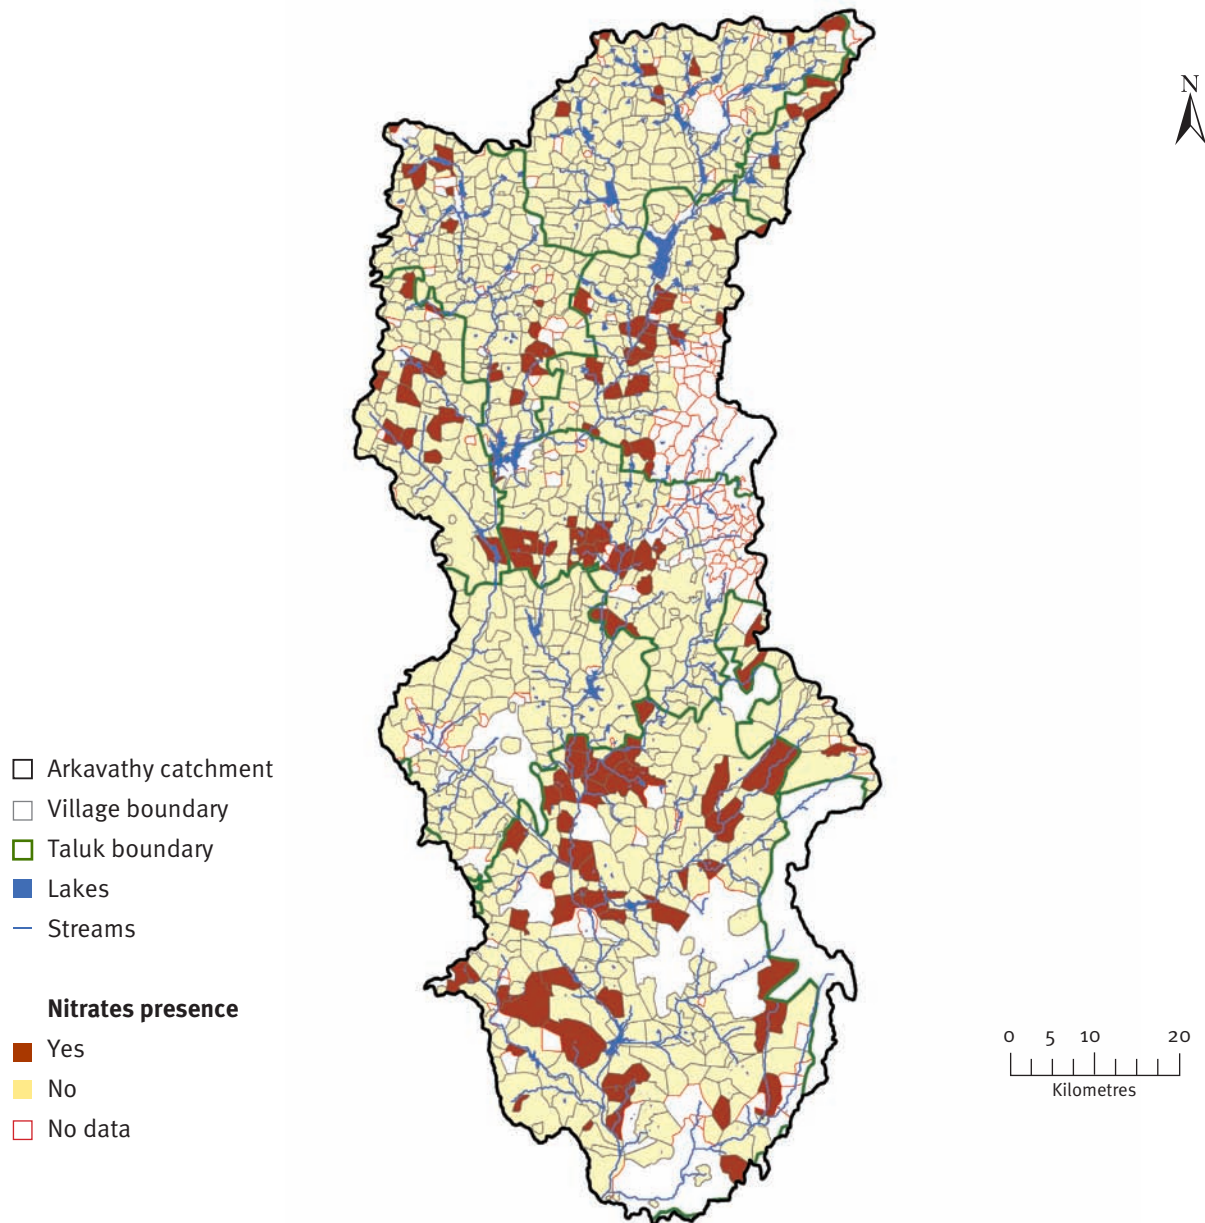 N
Arkavathy catchment
Village boundary
Taluk boundary
Lakes
Streams
Nitrates presence
Yes
No
No data
0 5 10 20
Kilometres